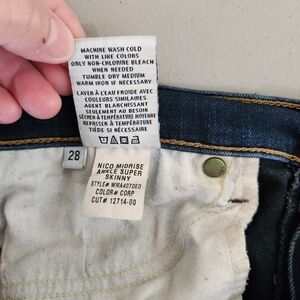 MACHINE WASH COLD
WITH LIKE COLORS
ONLY NON-CHLORINE BLEACH
WHEN NEEDED
TUMBLE DRY MEDIUM
WARM IRON IF NECESSARY
LAVER À L'EAU FROIDE AVEC
COULEURS SIMILAIRES
AGENT BLANCHISSANT
SEULEMENT AU BESOIN
SÉCHER À TEMPÉRATURE MOYENNE
REPASSER À TEMPÉRATURE
TIÈDE SI NÉCESSAIRE
28
NICO MIDRISE
ANKLE SUPER
SKINNY
STYLE# WMA407DED
COLOR# CORP
CUT# 12714-00